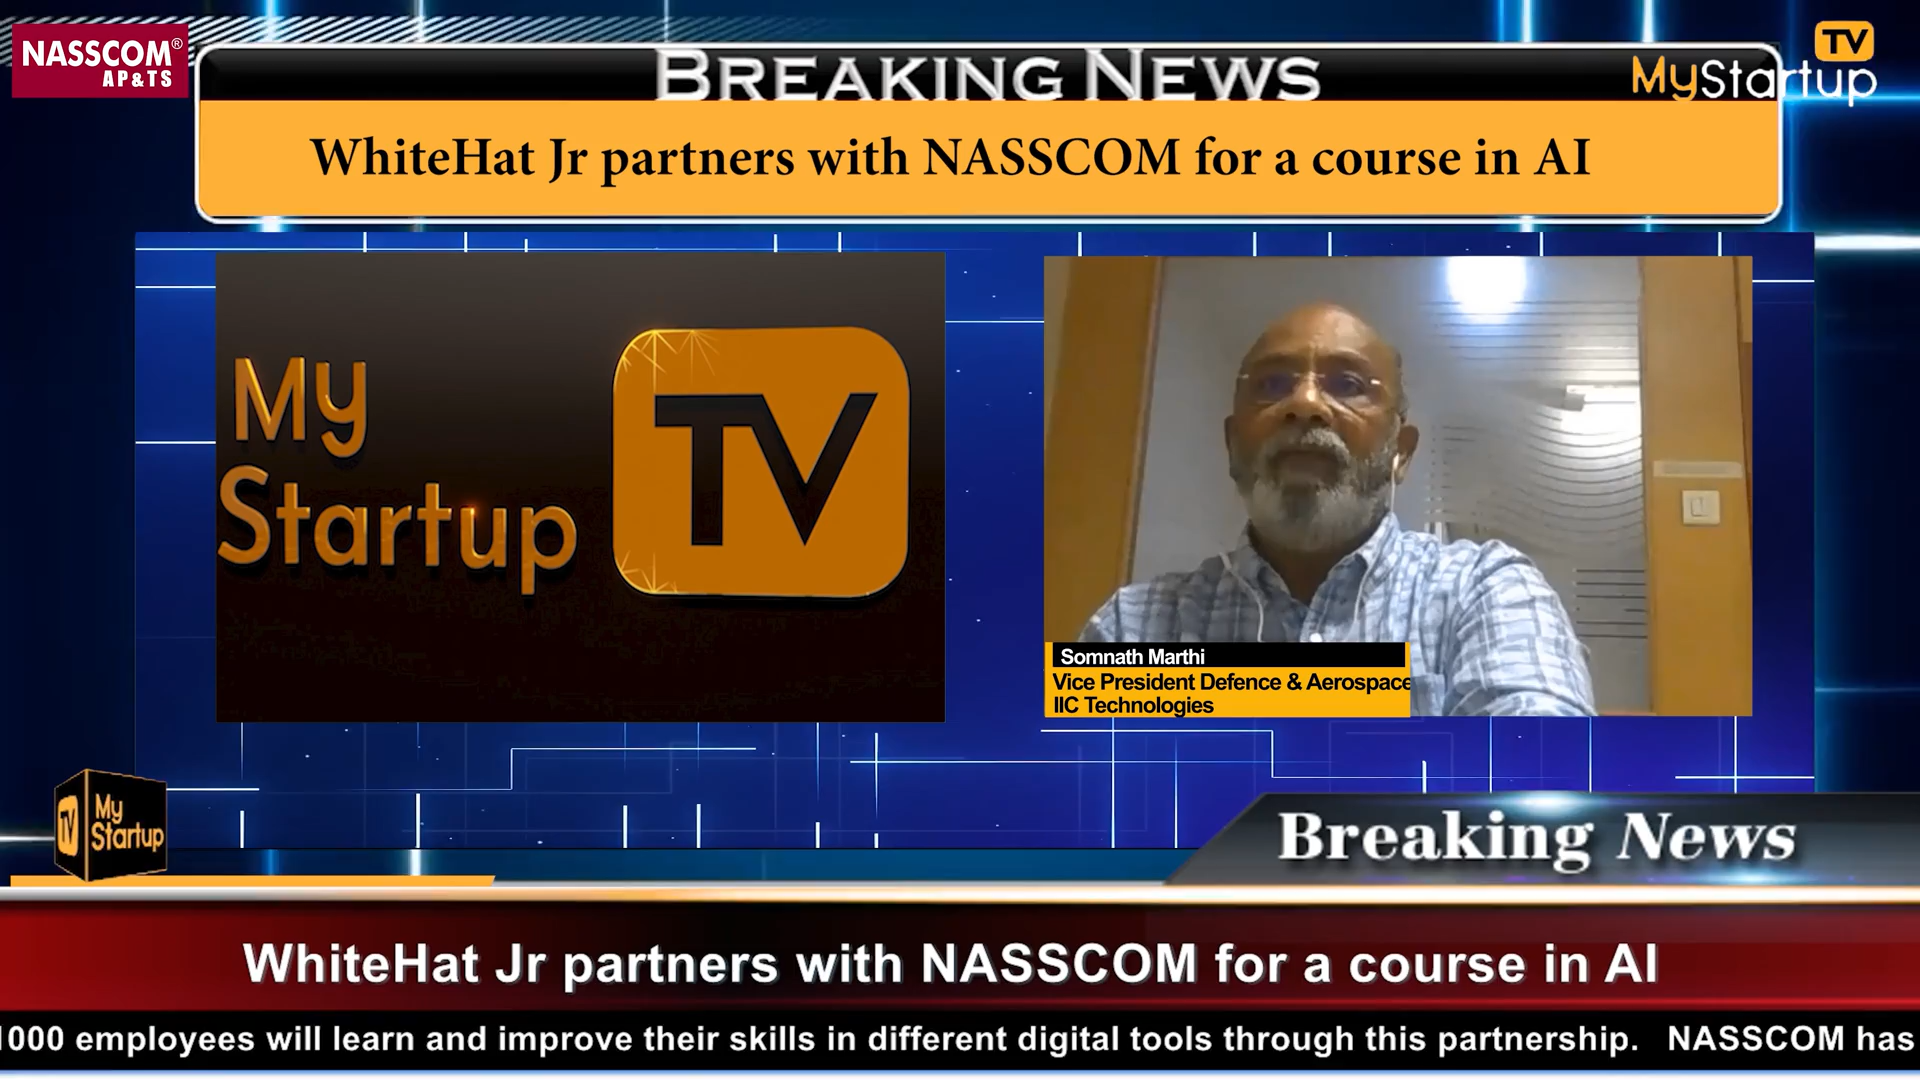 NASSCOM®
AP&TS
BREAKING NEWS
TV
MyStartup
WhiteHat Jr partners with NASSCOM for a course in AI
My
Startup
TV
Somnath Marthi
Vice President Defence & Aerospace
IIC Technologies
TV
My
Startup
Breaking News
WhiteHat Jr partners with NASSCOM for a course in AI
1000 employees will learn and improve their skills in different digital tools through this partnership. NASSCOM has